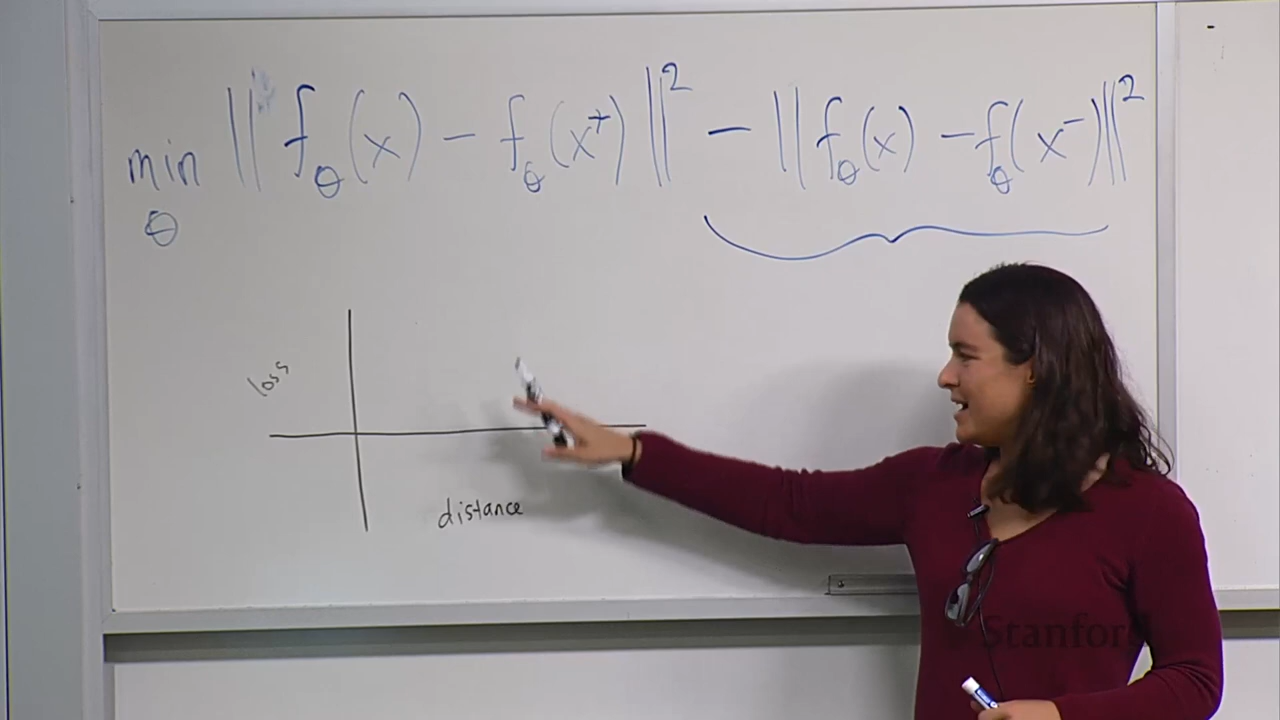 min ‖f_θ(x) − f_θ(x⁺)‖² − ‖f_θ(x) − f_θ(x⁻)‖²
θ
loss
distance
Stanford